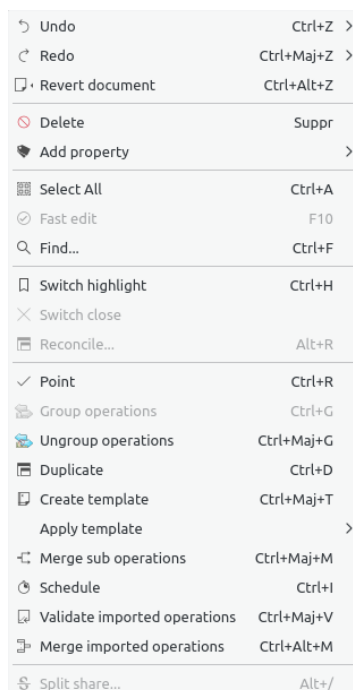 Undo Ctrl+Z
Redo Ctrl+Maj+Z
Revert document Ctrl+Alt+Z
Delete Suppr
Add property
Select All Ctrl+A
Fast edit F10
Find... Ctrl+F
Switch highlight Ctrl+H
Switch close
Reconcile... Alt+R
Point Ctrl+R
Group operations Ctrl+G
Ungroup operations Ctrl+Maj+G
Duplicate Ctrl+D
Create template Ctrl+Maj+T
Apply template
Merge sub operations Ctrl+Maj+M
Schedule Ctrl+I
Validate imported operations Ctrl+Maj+V
Merge imported operations Ctrl+Alt+M
Split share... Alt+/